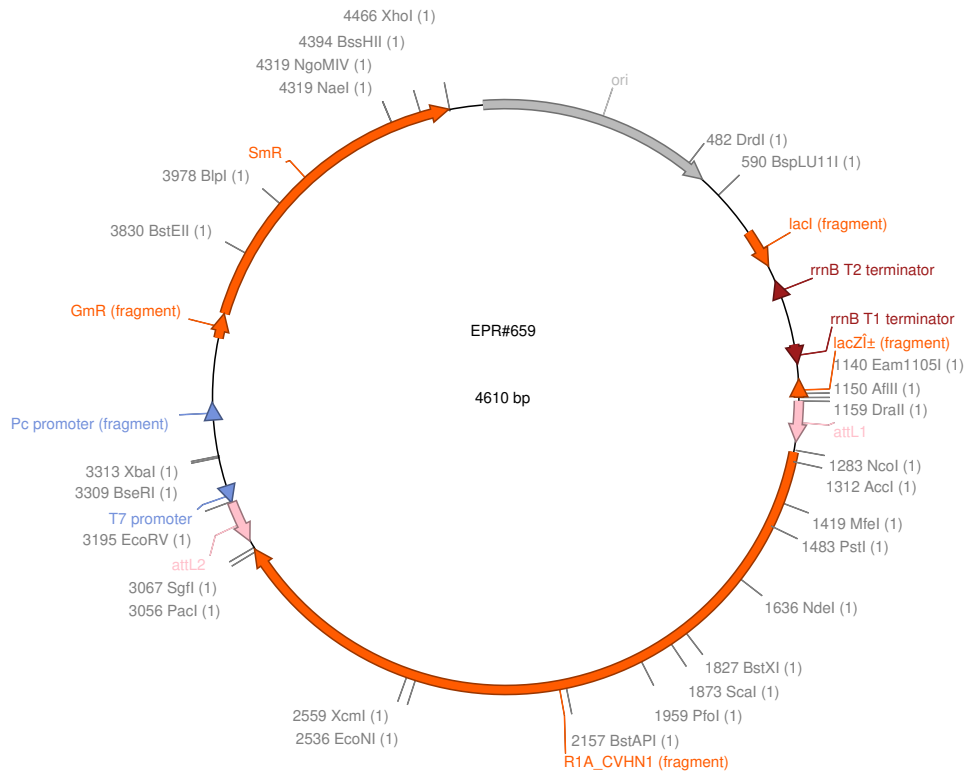 4466 XhoI (1)
4394 BssHII (1)
4319 NgoMIV (1)
4319 NaeI (1)
ori
482 DrdI (1)
590 BspLU11I (1)
SmR
3978 BlpI (1)
3830 BstEII (1)
lacI (fragment)
rrnB T2 terminator
GmR (fragment)
EPR#659
rrnB T1 terminator
lacZÎ± (fragment)
1140 Eam1105I (1)
1150 AflII (1)
4610 bp
1159 DraII (1)
Pc promoter (fragment)
attL1
1283 NcoI (1)
3313 XbaI (1)
1312 AccI (1)
3309 BseRI (1)
T7 promoter
1419 MfeI (1)
3195 EcoRV (1)
1483 PstI (1)
attL2
3067 SgfI (1)
3056 PacI (1)
1636 NdeI (1)
1827 BstXI (1)
1873 ScaI (1)
1959 PfoI (1)
2559 XcmI (1)
2536 EcoNI (1)
2157 BstAPI (1)
R1A_CVHN1 (fragment)